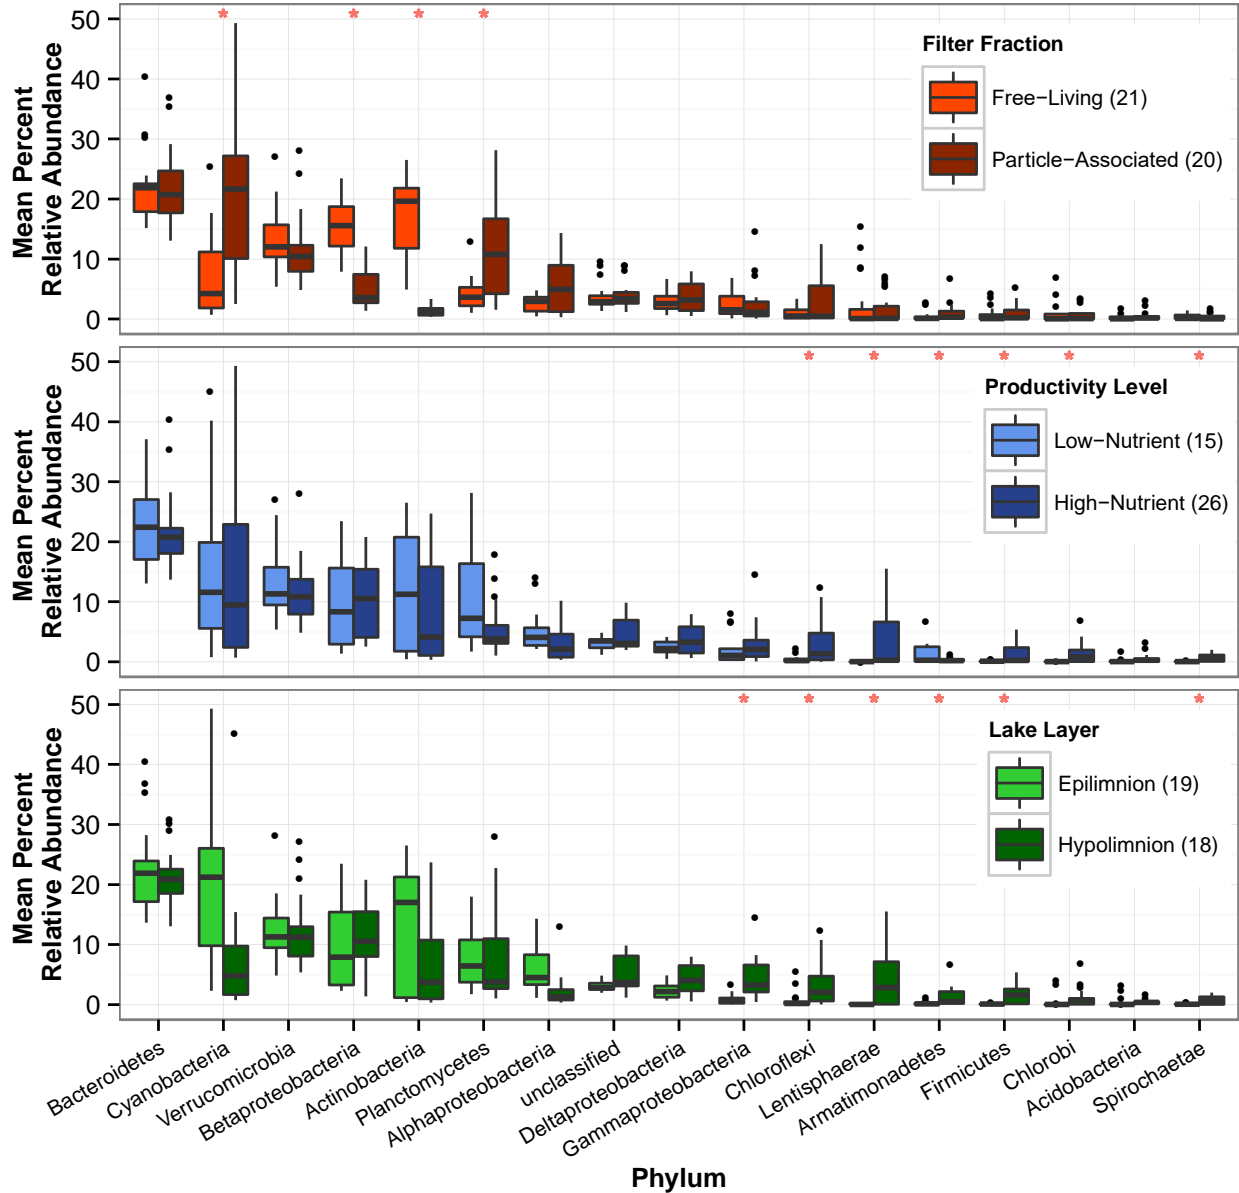 50
40
30
20
10
0
Mean Percent
Relative Abundance
* * * *
Filter Fraction
Free−Living (21)
Particle−Associated (20)
50
40
30
20
10
0
Mean Percent
Relative Abundance
* * * * * *
Productivity Level
Low−Nutrient (15)
High−Nutrient (26)
50
40
30
20
10
0
Mean Percent
Relative Abundance
* * * * * *
Lake Layer
Epilimnion (19)
Hypolimnion (18)
Bacteroidetes
Cyanobacteria
Verrucomicrobia
Betaproteobacteria
Actinobacteria
Planctomycetes
Alphaproteobacteria
unclassified
Deltaproteobacteria
Gammaproteobacteria
Chloroflexi
Lentisphaerae
Armatimonadetes
Firmicutes
Chlorobi
Acidobacteria
Spirochaetae
Phylum